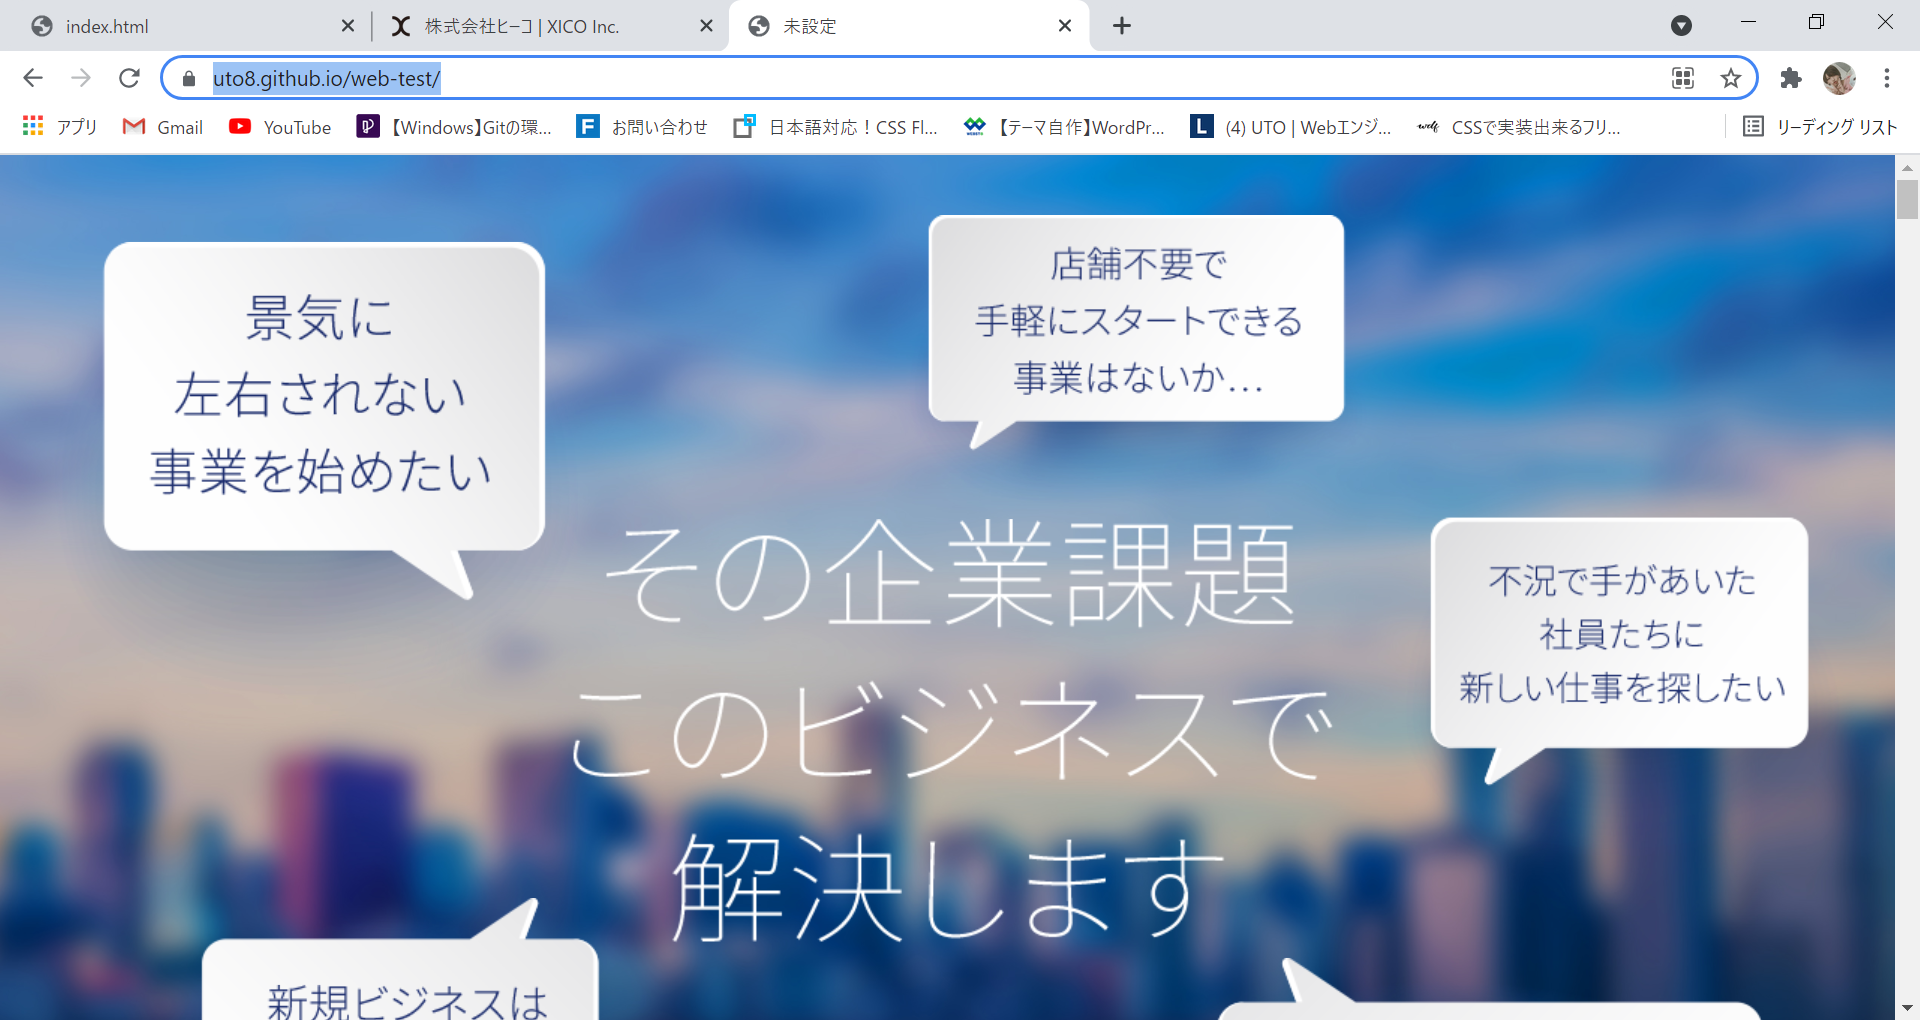 index.html
株式会社ヒーコ | XICO Inc.
未設定
uto8.github.io/web-test/
アプリ
Gmail
YouTube
【Windows】Gitの環...
お問い合わせ
日本語対応！CSS Fl...
【テーマ自作】WordPr...
(4) UTO | Webエンジ...
CSSで実装出来るフリ...
リーディング リスト
景気に
左右されない
事業を始めたい
店舗不要で
手軽にスタートできる
事業はないか…
その企業課題
このビジネスで
解決します
不況で手があいた
社員たちに
新しい仕事を探したい
新規ビジネスは